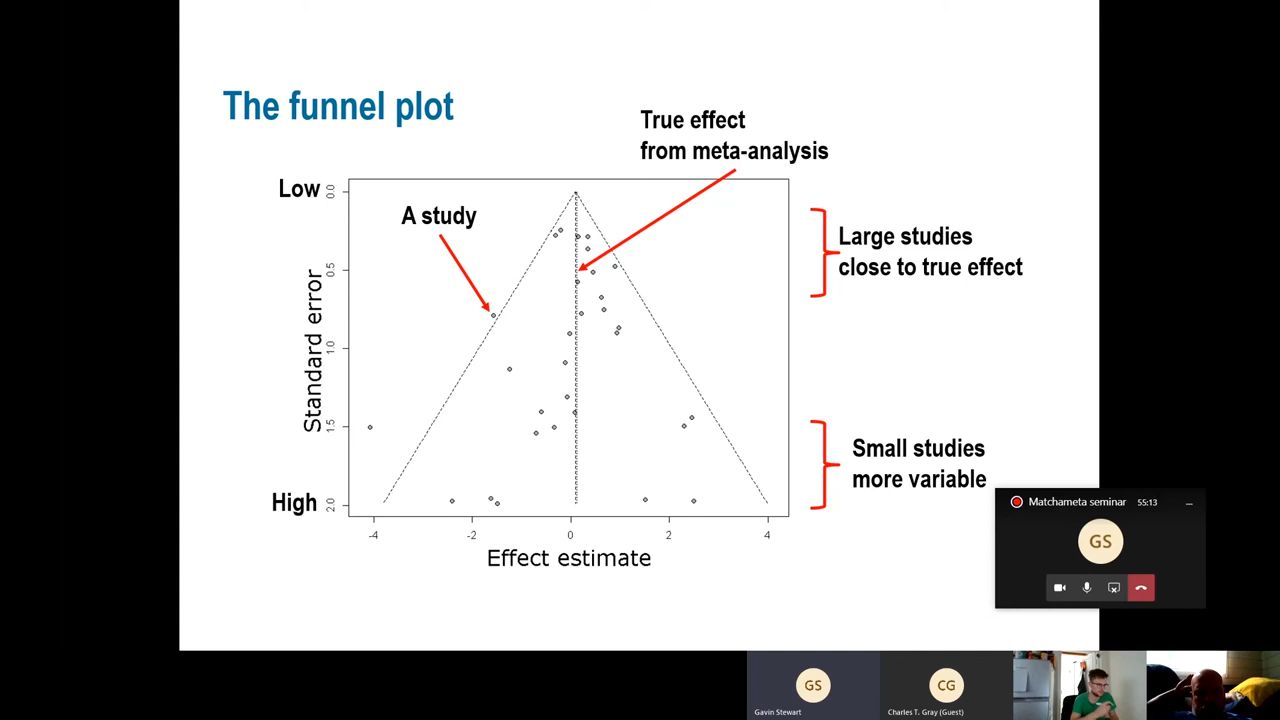 The funnel plot
True effect
from meta-analysis
Low
A study
Large studies
close to true effect
Standard error
0.0
0.5
1.0
1.5
2.0
Small studies
more variable
High
-4
-2
0
2
4
Effect estimate
Matchameta seminar
55:13
GS
GS
CG
Gavin Stewart
Charles T. Gray (Guest)